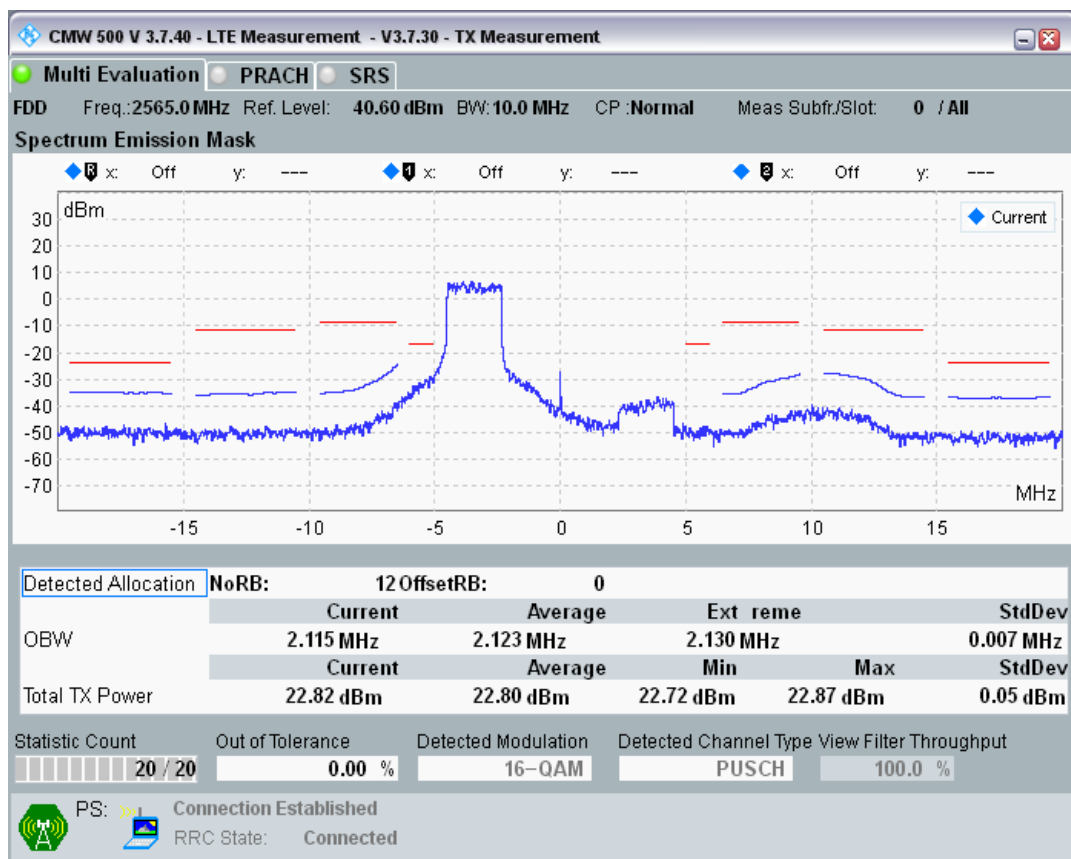 CMW 500 V 3.7.40 - LTE Measurement - V3.7.30 - TX Measurement
Multi Evaluation PRACH SRS
FDD Freq.:2565.0 MHz Ref. Level: 40.60 dBm BW:10.0 MHz CP :Normal Meas Subfr./Slot: 0 / All
Spectrum Emission Mask
R x: Off y: --- 1 x: Off y: --- 2 x: Off y: ---
dBm
Current
30
20
10
0
-10
-20
-30
-40
-50
-60
-70
MHz
-15 -10 -5 0 5 10 15
Detected Allocation NoRB: 12 OffsetRB: 0
Current Average Ext reme StdDev
OBW 2.115 MHz 2.123 MHz 2.130 MHz 0.007 MHz
Current Average Min Max StdDev
Total TX Power 22.82 dBm 22.80 dBm 22.72 dBm 22.87 dBm 0.05 dBm
Statistic Count Out of Tolerance Detected Modulation Detected Channel Type View Filter Throughput
20 / 20 0.00 % 16-QAM PUSCH 100.0 %
PS: Connection Established
RRC State: Connected